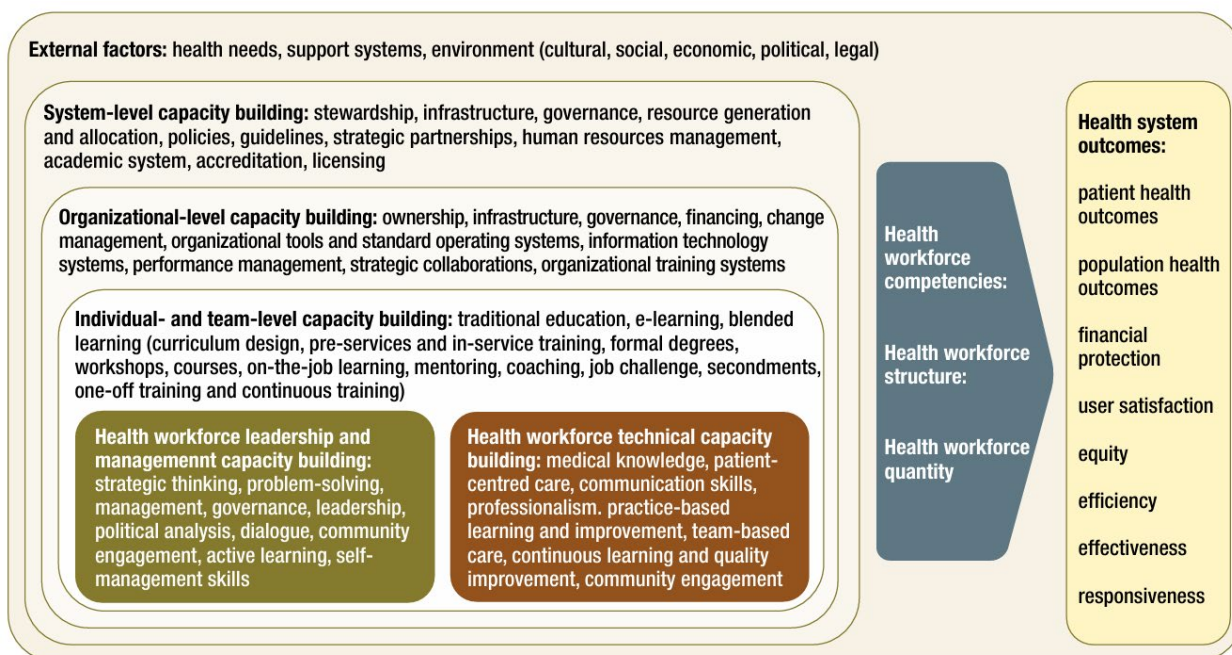 External factors: health needs, support systems, environment (cultural, social, economic, political, legal)
System-level capacity building: stewardship, infrastructure, governance, resource generation
and allocation, policies, guidelines, strategic partnerships, human resources management,
academic system, accreditation, licensing
Organizational-level capacity building: ownership, infrastructure, governance, financing, change
management, organizational tools and standard operating systems, information technology
systems, performance management, strategic collaborations, organizational training systems
Individual- and team-level capacity building: traditional education, e-learning, blended
learning (curriculum design, pre-services and in-service training, formal degrees,
workshops, courses, on-the-job learning, mentoring, coaching, job challenge, secondments,
one-off training and continuous training)
Health workforce leadership and
managemennt capacity building:
strategic thinking, problem-solving,
management, governance, leadership,
political analysis, dialogue, community
engagement, active learning, self-
management skills
Health workforce technical capacity
building: medical knowledge, patient-
centred care, communication skills,
professionalism. practice-based
learning and improvement, team-based
care, continuous learning and quality
improvement, community engagement
Health
workforce
competencies:
Health workforce
structure:
Health workforce
quantity
Health system
outcomes:
patient health
outcomes
population health
outcomes
financial
protection
user satisfaction
equity
efficiency
effectiveness
responsiveness